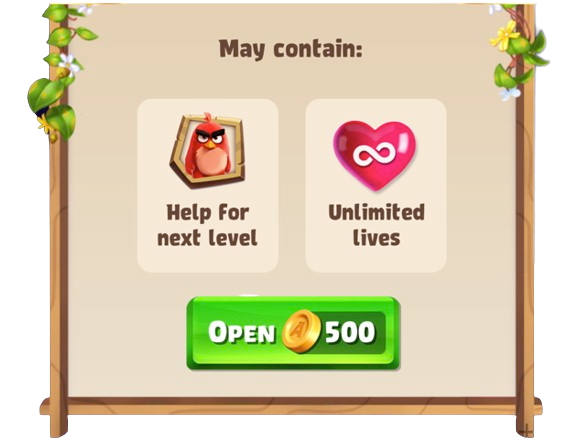 May contain:
Help for
next level
Unlimited
lives
OPEN A 500